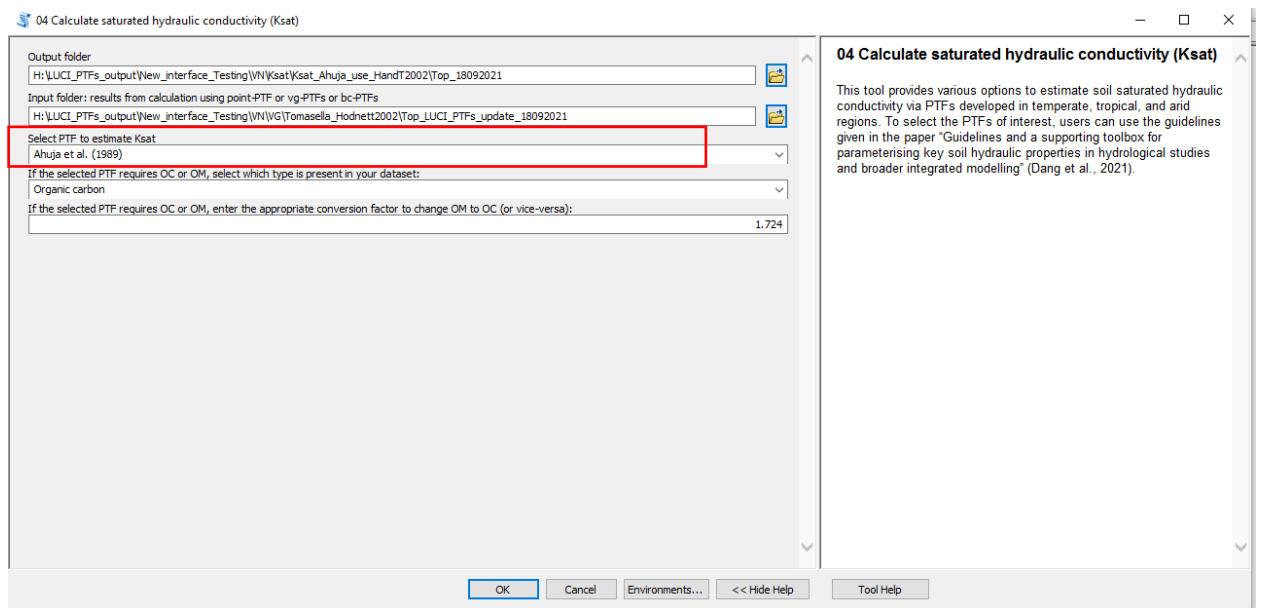 04 Calculate saturated hydraulic conductivity (Ksat)
Output folder
H:\LUCI_PTFs_output\New_interface_Testing\VN\Ksat\Ksat_Ahuja_use_HandT2002\Top_18092021
Input folder: results from calculation using point-PTF or vg-PTFs or bc-PTFs
H:\LUCI_PTFs_output\New_interface_Testing\VN\VG\Tomasella_Hodnett2002\Top_LUCI_PTFs_update_18092021
Select PTF to estimate Ksat
Ahuja et al. (1989)
If the selected PTF requires OC or OM, select which type is present in your dataset:
Organic carbon
If the selected PTF requires OC or OM, enter the appropriate conversion factor to change OM to OC (or vice-versa):
1.724
04 Calculate saturated hydraulic conductivity (Ksat)
This tool provides various options to estimate soil saturated hydraulic
conductivity via PTFs developed in temperate, tropical, and arid
regions. To select the PTFs of interest, users can use the guidelines
given in the paper "Guidelines and a supporting toolbox for
parameterising key soil hydraulic properties in hydrological studies
and broader integrated modelling" (Dang et al., 2021).
OK
Cancel
Environments...
<< Hide Help
Tool Help